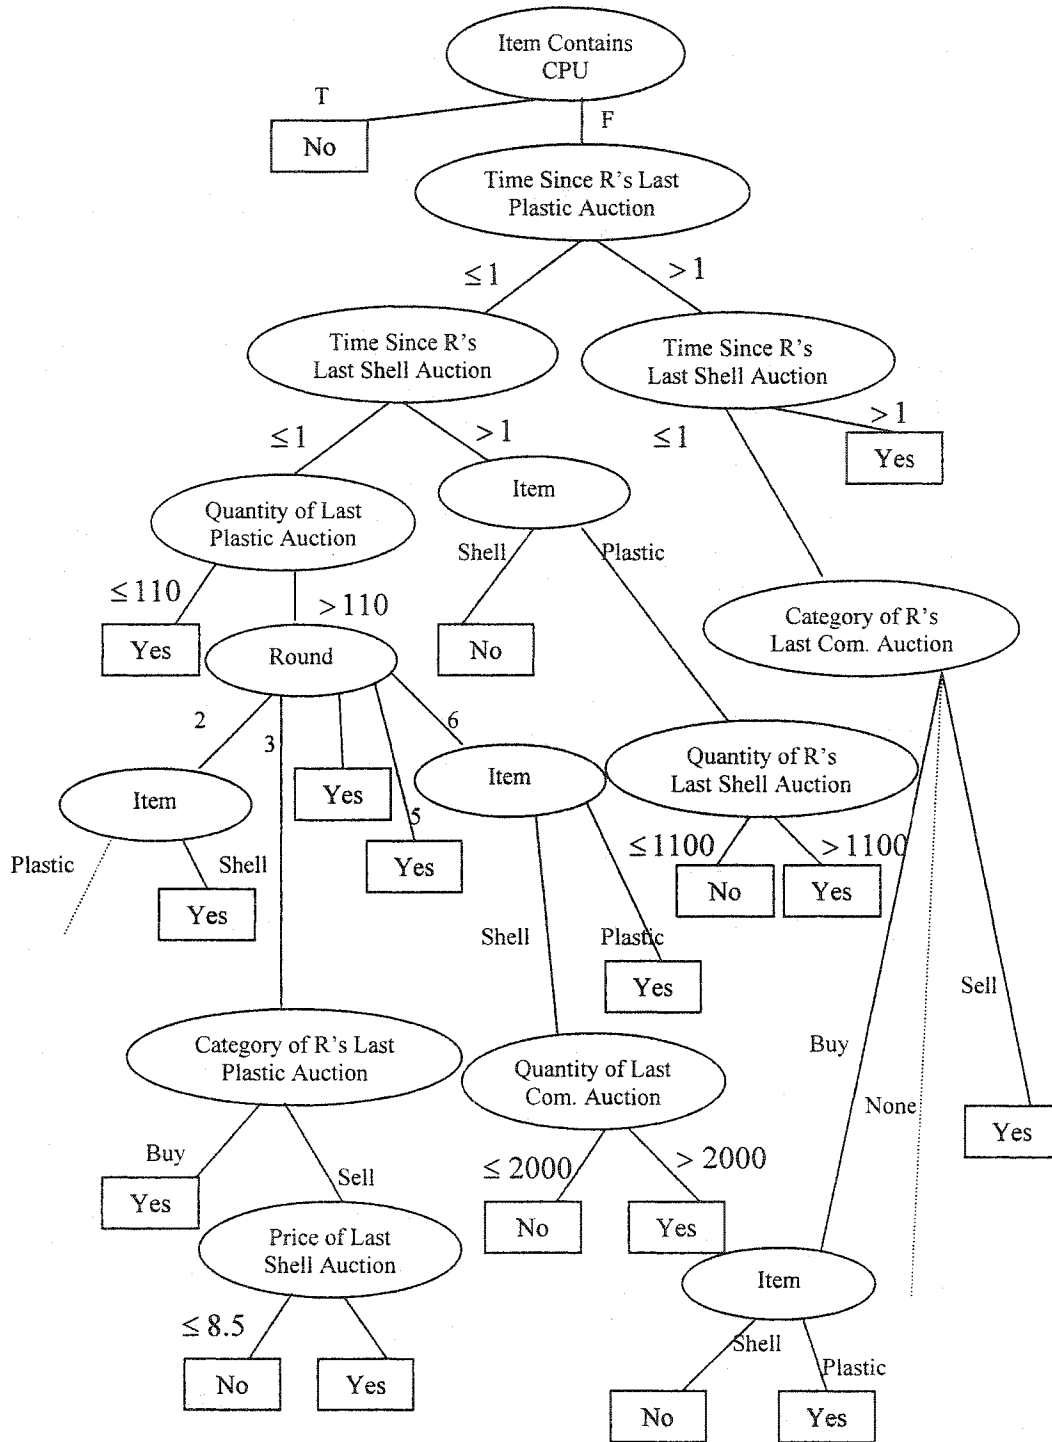 Item Contains
CPU
T
F
No
Time Since R's Last
Plastic Auction
≤ 1
> 1
Time Since R's
Last Shell Auction
Time Since R's
Last Shell Auction
≤ 1
> 1
≤ 1
> 1
Yes
Quantity of Last
Plastic Auction
Item
Shell
Plastic
≤ 110
> 110
Yes
Round
No
Category of R's
Last Com. Auction
2
3
6
Item
Yes
5
Item
Quantity of R's
Last Shell Auction
Plastic
Shell
Yes
Yes
≤ 1100
> 1100
No
Yes
Shell
Plastic
Yes
Sell
Buy
None
Category of R's Last
Plastic Auction
Quantity of Last
Com. Auction
Yes
Buy
Sell
Yes
≤ 2000
> 2000
No
Yes
Price of Last
Shell Auction
Item
≤ 8.5
No
Yes
Shell
Plastic
No
Yes